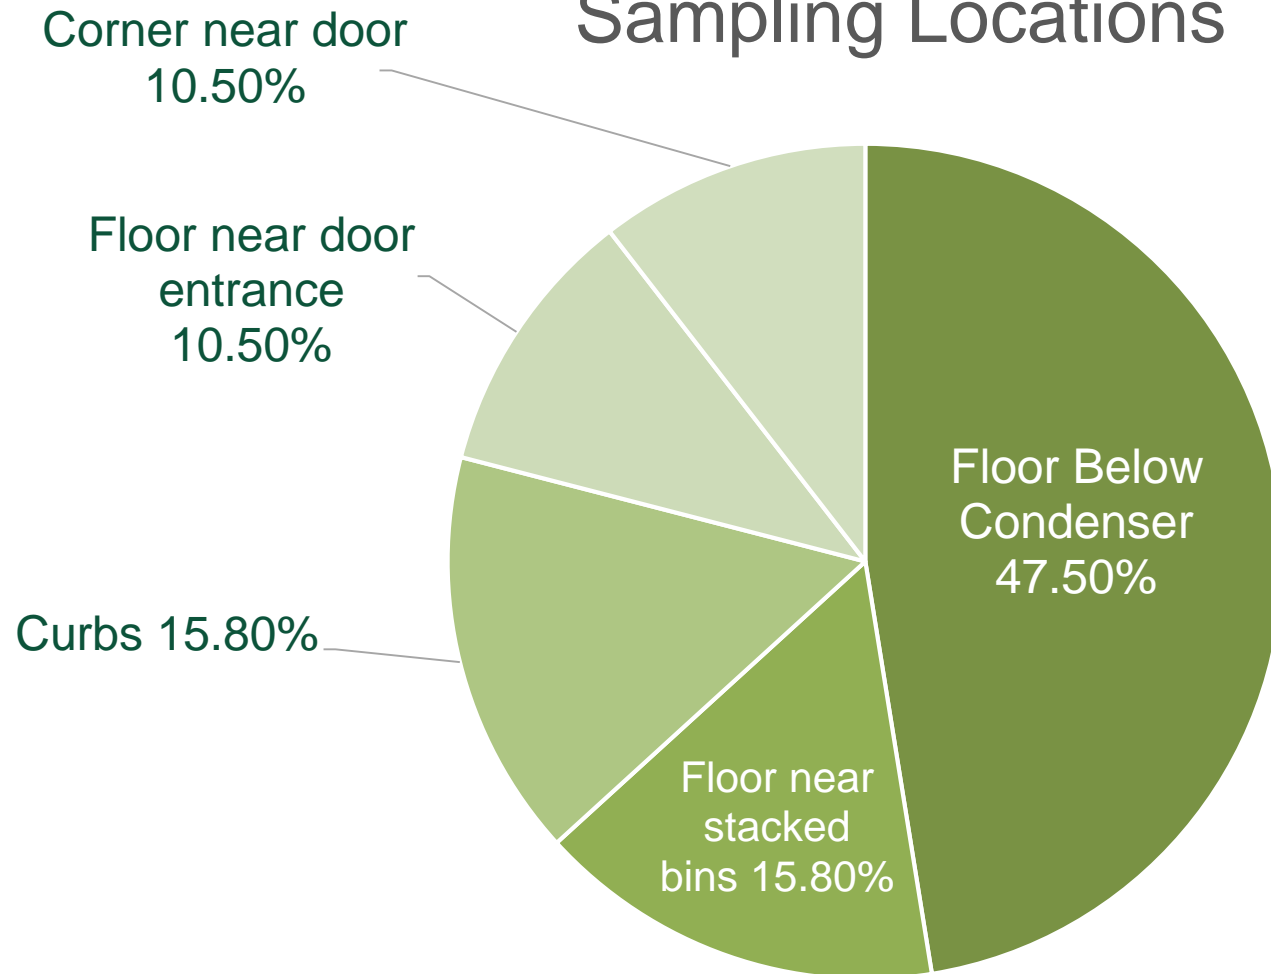 Sampling Locations
Corner near door
10.50%
Floor near door
entrance
10.50%
Curbs 15.80%
Floor Below
Condenser
47.50%
Floor near
stacked
bins 15.80%